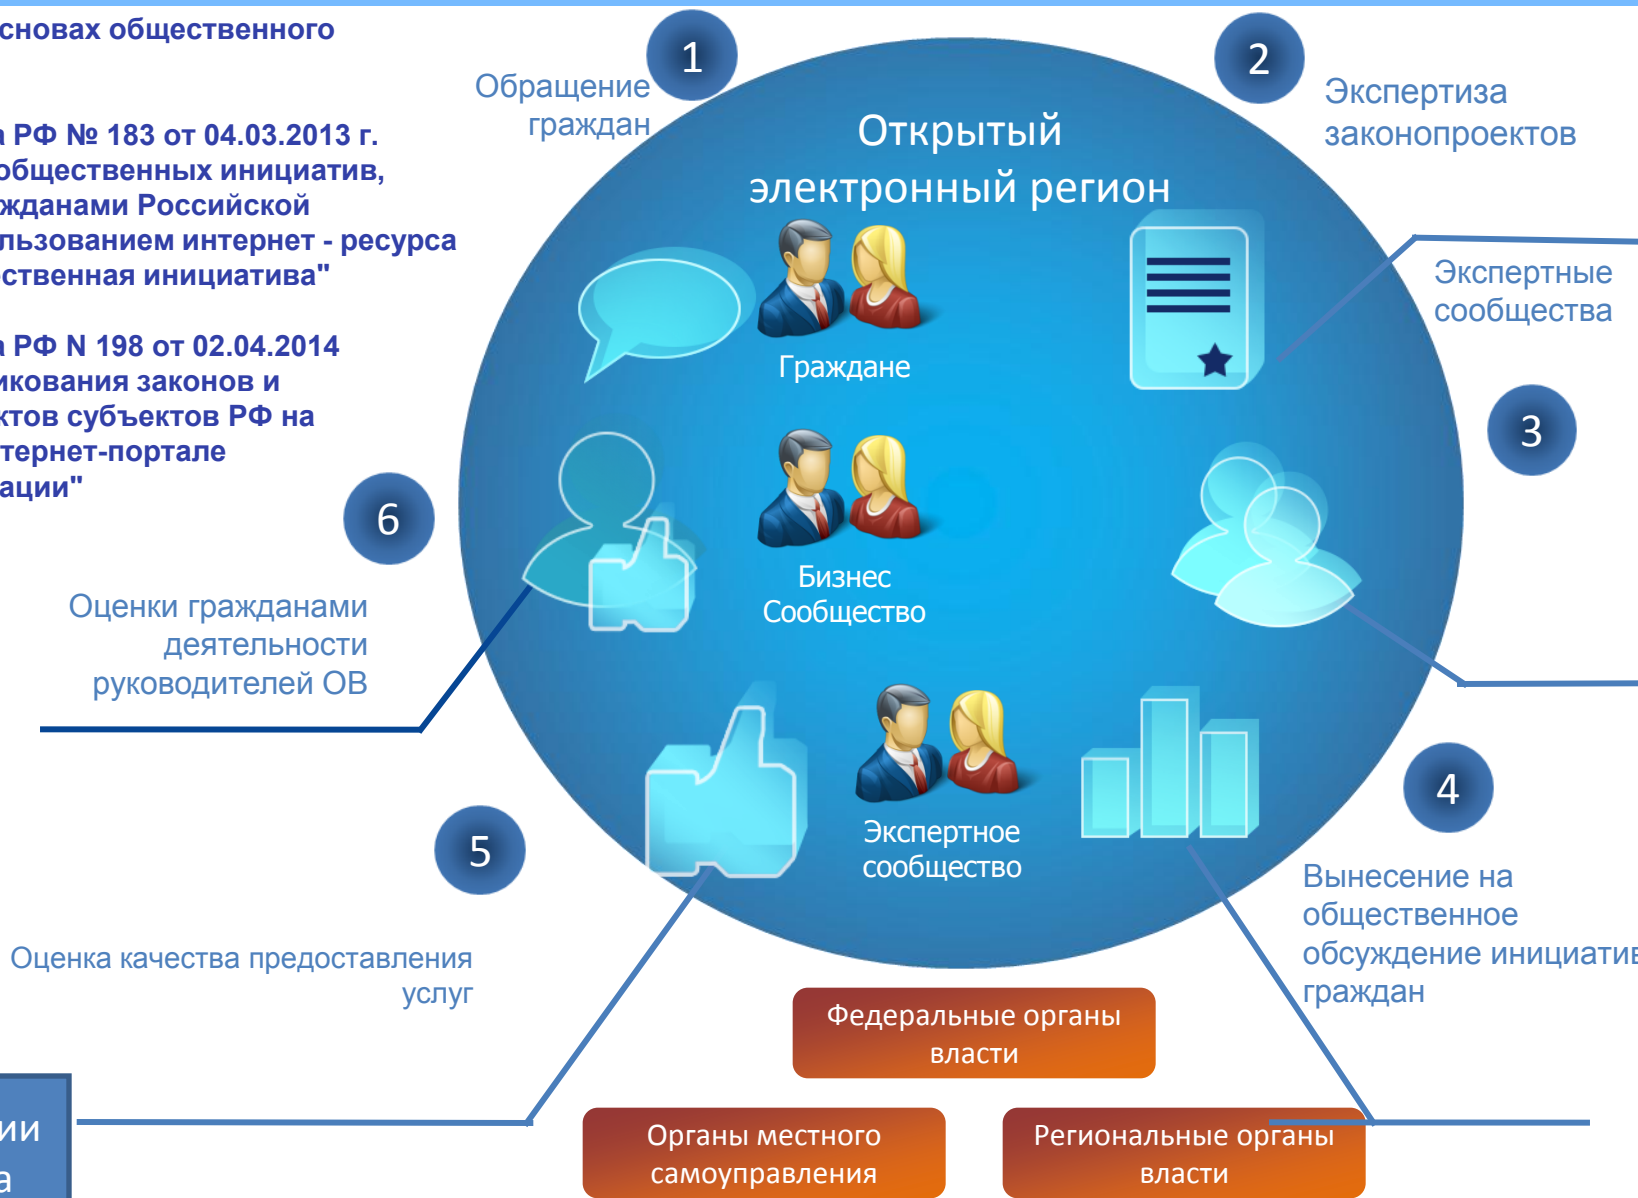 сновах общественного
а РФ № 183 от 04.03.2013 г.
общественных инициатив,
жданами Российской
льзованием интернет - ресурса
ественная инициатива"
а РФ N 198 от 02.04.2014
икования законов и
ктов субъектов РФ на
тернет-портале
ации"
1
Обращение
граждан
2
Экспертиза
законопроектов
Открытый
электронный регион
Граждане
Экспертные
сообщества
3
Бизнес
Сообщество
6
Оценки гражданами
деятельности
руководителей ОВ
Экспертное
сообщество
4
Вынесение на
общественное
обсуждение инициатив
граждан
5
Оценка качества предоставления
услуг
Федеральные органы
власти
Органы местного
самоуправления
Региональные органы
власти
ии
а